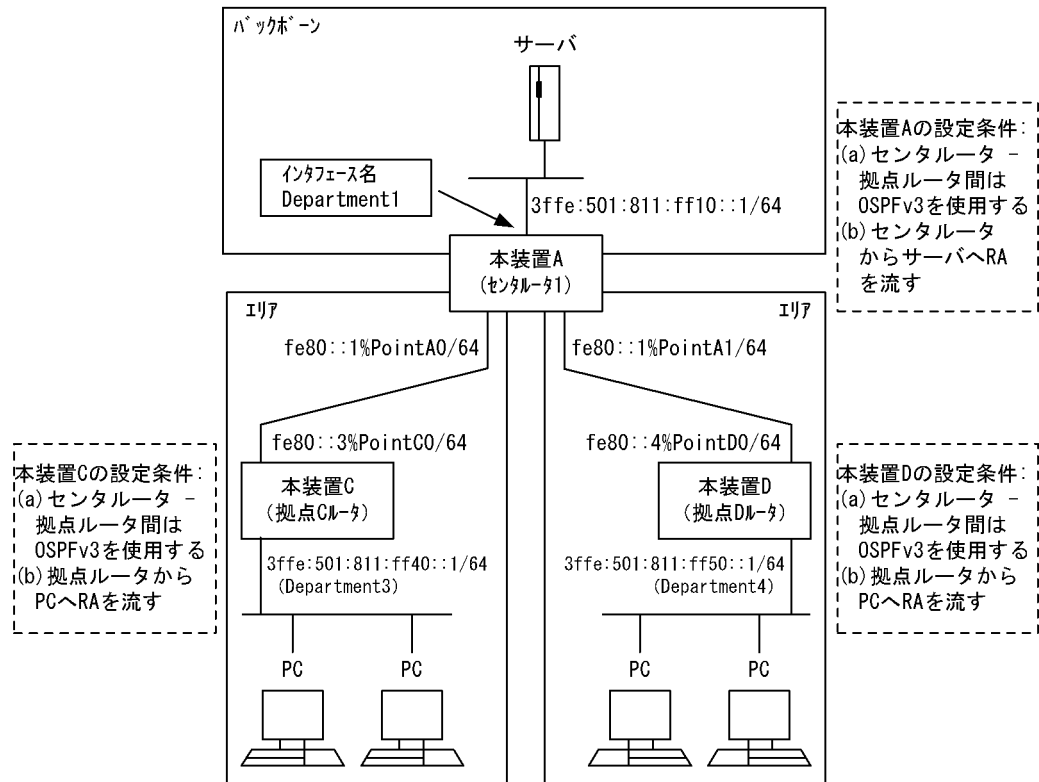 バックボーン
サーバ
インタフェース名
Department1
3ffe:501:811:ff10::1/64
本装置A
(センタルータ1)
本装置Aの設定条件:
(a)センタルータ -
拠点ルータ間は
OSPFv3を使用する
(b)センタルータ
からサーバへRA
を流す
エリア
エリア
fe80::1%PointA0/64
fe80::1%PointA1/64
fe80::3%PointC0/64
fe80::4%PointD0/64
本装置Cの設定条件:
(a)センタルータ -
拠点ルータ間は
OSPFv3を使用する
(b)拠点ルータから
PCへRAを流す
本装置C
(拠点Cルータ)
本装置D
(拠点Dルータ)
本装置Dの設定条件:
(a)センタルータ -
拠点ルータ間は
OSPFv3を使用する
(b)拠点ルータから
PCへRAを流す
3ffe:501:811:ff40::1/64
(Department3)
3ffe:501:811:ff50::1/64
(Department4)
PC
PC
PC
PC